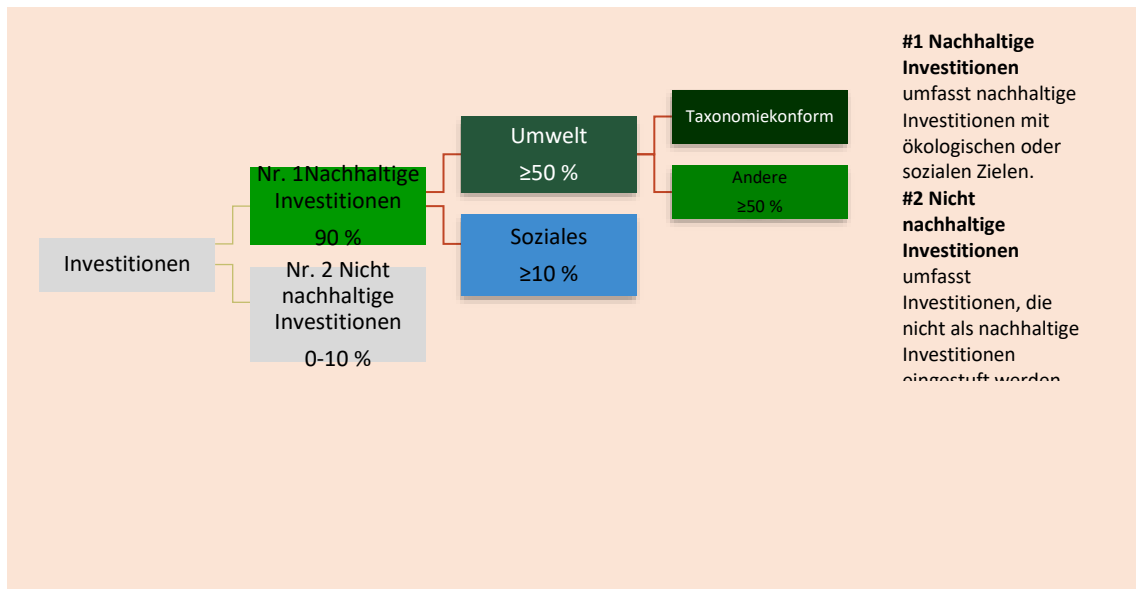 Investitionen
Nr. 1Nachhaltige
Investitionen
90 %
Nr. 2 Nicht
nachhaltige
Investitionen
0-10 %
Umwelt
≥50 %
Soziales
≥10 %
Taxonomiekonform
Andere
≥50 %
#1 Nachhaltige
Investitionen
umfasst nachhaltige
Investitionen mit
ökologischen oder
sozialen Zielen.
#2 Nicht
nachhaltige
Investitionen
umfasst
Investitionen, die
nicht als nachhaltige
Investitionen
eingestuft werden